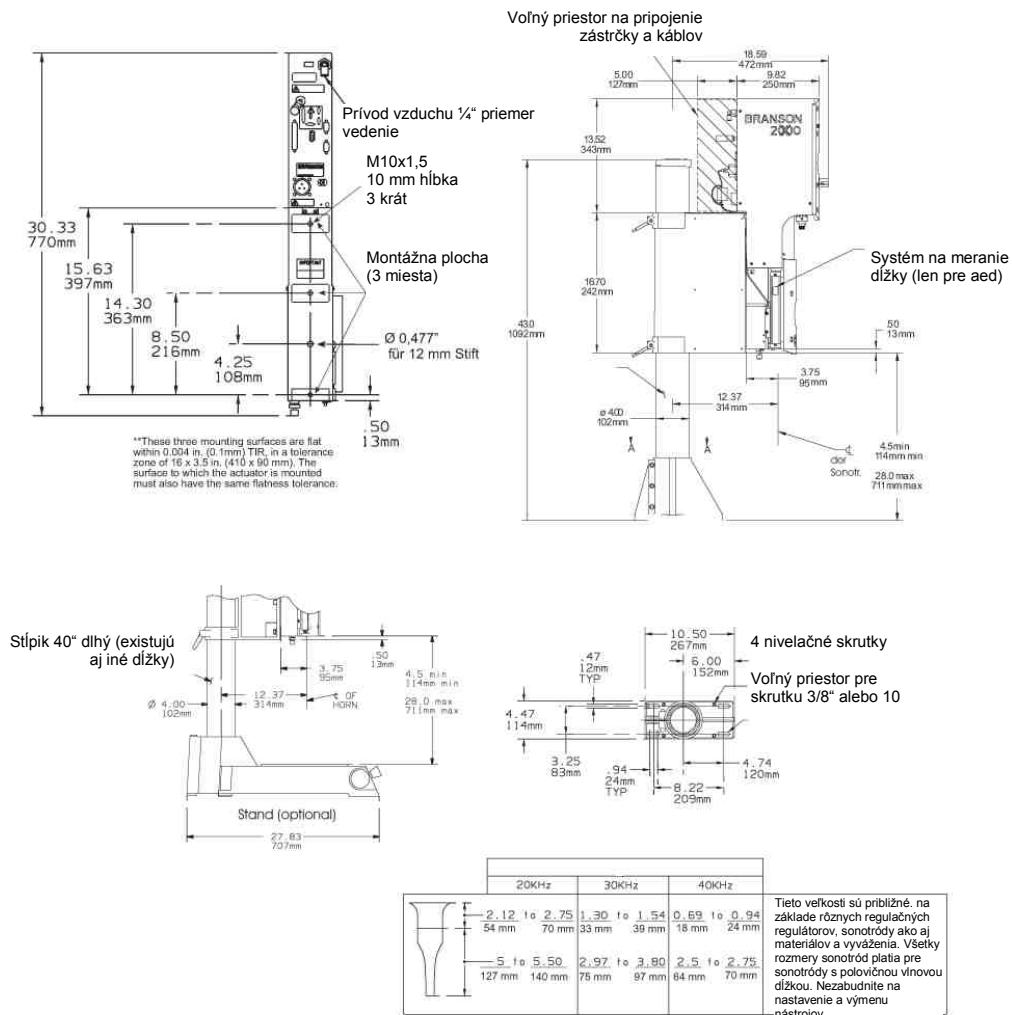 Voľný priestor na pripojenie
zástrčky a káblov
18.59
472mm
5.00
127mm
9.82
250mm
Prívod vzduchu ¼“ priemer
vedenie
BRANSON
2000
13.52
343mm
M10x1,5
10 mm hĺbka
3 krát
30.33
770mm
15.63
397mm
14.30
363mm
8.50
216mm
4.25
108mm
Montážna plocha
(3 miesta)
Systém na meranie
dĺžky (len pre aed)
16.70
242mm
43.0
1092mm
Ø 0,477”
für 12 mm Stift
.50
13mm
.50
13mm
3.75
95mm
12.37
314mm
ø 4.00
102mm
A
A
der
Sonotr.
4.5min
114mm min
28.0 max
711mm max
**These three mounting surfaces are flat
within 0.004 in. (0.1mm) TIR, in a tolerance
zone of 16 x 3.5 in. (410 x 90 mm). The
surface to which the actuator is mounted
must also have the same flatness tolerance.
Stĺpik 40“ dlhý (existujú
aj iné dĺžky)
.50
13mm
3.75
95mm
12.37
314mm
Ø 4.00
102mm
℄ OF
HORN.
4.5 min
114mm min
28.0 max
711mm max
Stand (optional)
27.83
707mm
10.50
267mm
4 nivelačné skrutky
.47
12mm
TYP
6.00
152mm
Voľný priestor pre
skrutku 3/8“ alebo 10
4.47
114mm
3.25
83mm
.94
24mm
TYP
4.74
120mm
8.22
209mm
20KHz 30KHz 40KHz
2.12 to 2.75 1.30 to 1.54 0.69 to 0.94
54 mm 70 mm 33 mm 39 mm 18 mm 24 mm
5 to 5.50 2.97 to 3.80 2.5 to 2.75
127 mm 140 mm 75 mm 97 mm 64 mm 70 mm
Tieto veľkosti sú približné. na
základe rôznych regulačných
regulátorov, sonotródy ako aj
materiálov a vyváženia. Všetky
rozmery sonotród platia pre
sonotródy s polovičnou vlnovou
dĺžkou. Nezabudnite na
nastavenie a výmenu
nástrojov